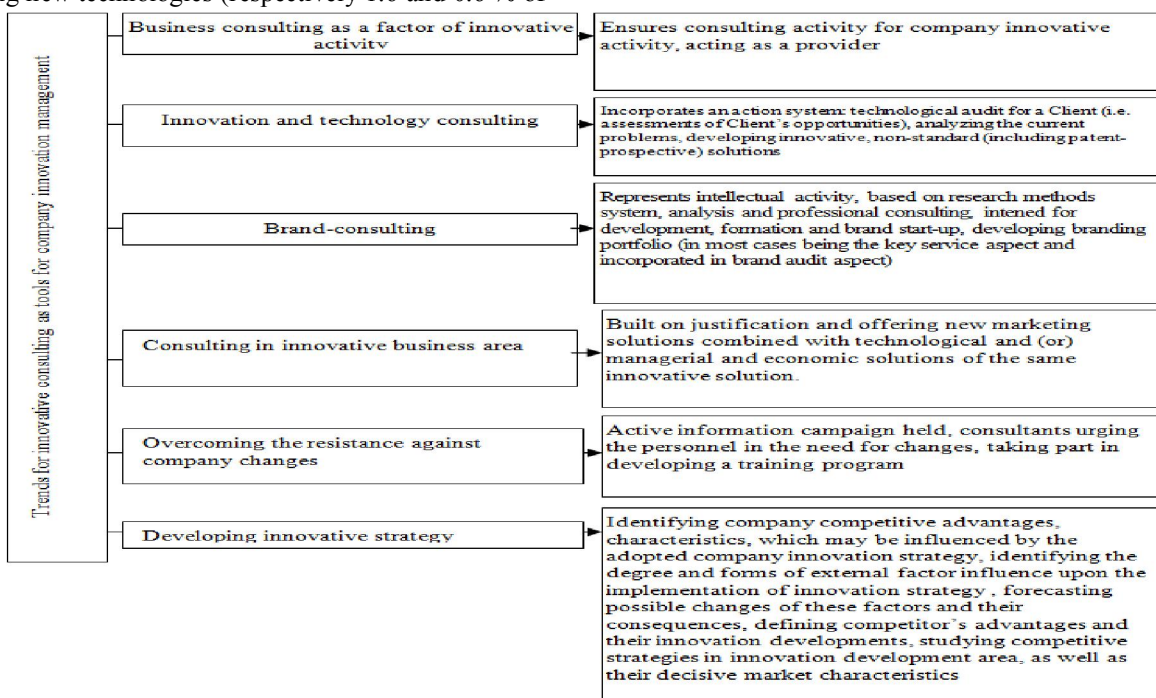 new technologies (respectively 1.0 and 0.6 % of
Trends for innovative consulting as tools for company innovation management
Business consulting as a factor of innovative
activity
Ensures consulting activity for company innovative
activity, acting as a provider
Innovation and technology consulting
Incorporates an action system: technological audit for a Client (i.e.
assessments of Client's opportunities), analyzing the current
problems, developing innovative, non-standard (including patent-
prospective) solutions
Brand-consulting
Represents intellectual activity, based on research methods
system, analysis and professional consulting, intened for
development, formation and brand start-up, developing branding
portfolio (in most cases being the key service aspect and
incorporated in brand audit aspect)
Consulting in innovative business area
Built on justification and offering new marketing
solutions combined with technological and (or)
managerial and economic solutions of the same
innovative solution.
Overcoming the resistance against
company changes
Active information campaign held, consultants urging
the personnel in the need for changes, taking part in
developing a training program
Developing innovative strategy
Identifying company competitive advantages,
characteristics, which may be influenced by the
adopted company innovation strategy, identifying the
degree and forms of external factor influence upon the
implementation of innovation strategy , forecasting
possible changes of these factors and their
consequences, defining competitor's advantages and
their innovation developments, studying competitive
strategies in innovation development area, as well as
their decisive market characteristics